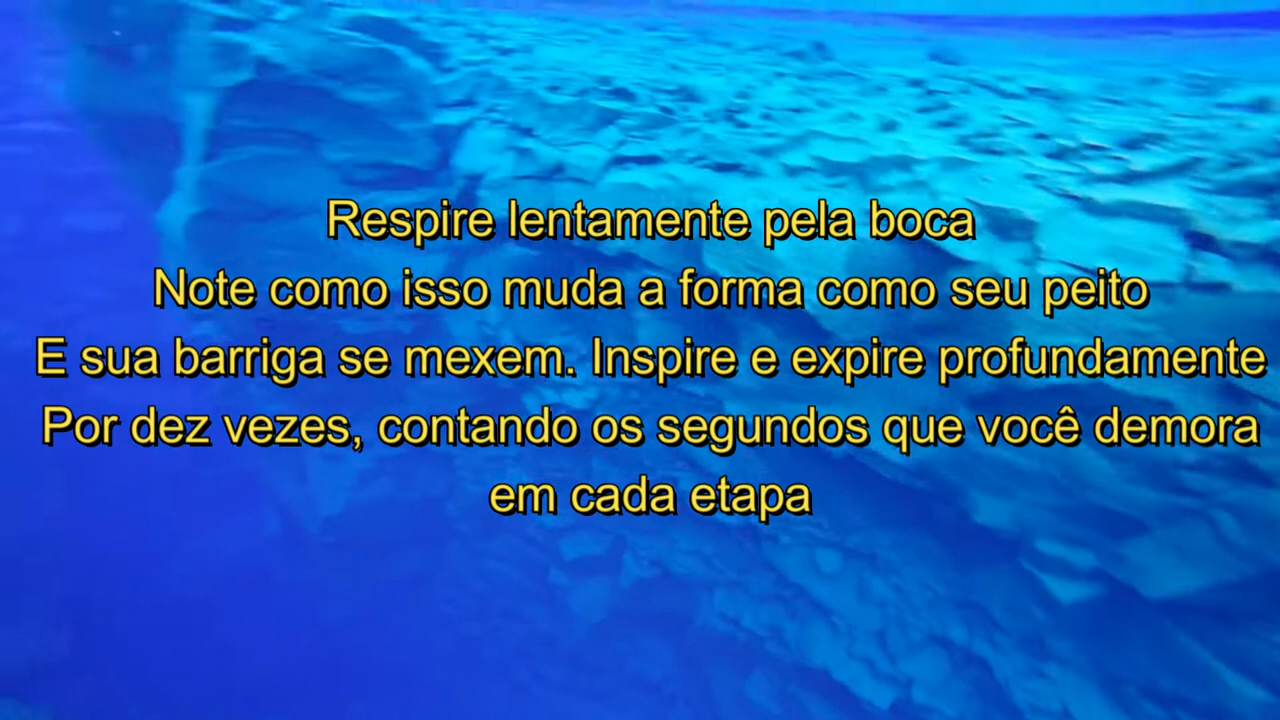 Respire lentamente pela boca
Note como isso muda a forma como seu peito
E sua barriga se mexem. Inspire e expire profundamente
Por dez vezes, contando os segundos que você demora
em cada etapa